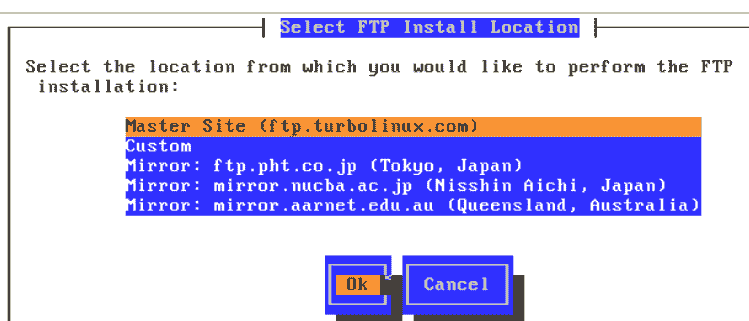 Select FTP Install Location
Select the location from which you would like to perform the FTP
installation:
Master Site (ftp.turbolinux.com)
Custom
Mirror: ftp.pht.co.jp (Tokyo, Japan)
Mirror: mirror.nucba.ac.jp (Nisshin Aichi, Japan)
Mirror: mirror.aarnet.edu.au (Queensland, Australia)
Ok Cancel